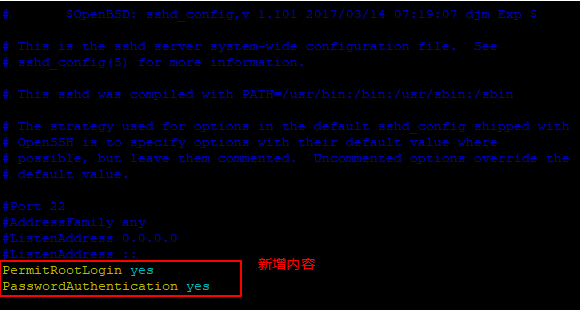 #       $OpenBSD: sshd_config,v 1.101 2017/03/14 07:19:07 djm Exp $
# This is the sshd server system-wide configuration file.  See
# sshd_config(5) for more information.
# This sshd was compiled with PATH=/usr/bin:/bin:/usr/sbin:/sbin
# The strategy used for options in the default sshd_config shipped with
# OpenSSH is to specify options with their default value where
# possible, but leave them commented.  Uncommented options override the
# default value.
#Port 22
#AddressFamily any
#ListenAddress 0.0.0.0
#ListenAddress ::
PermitRootLogin yes
新增内容
PasswordAuthentication yes